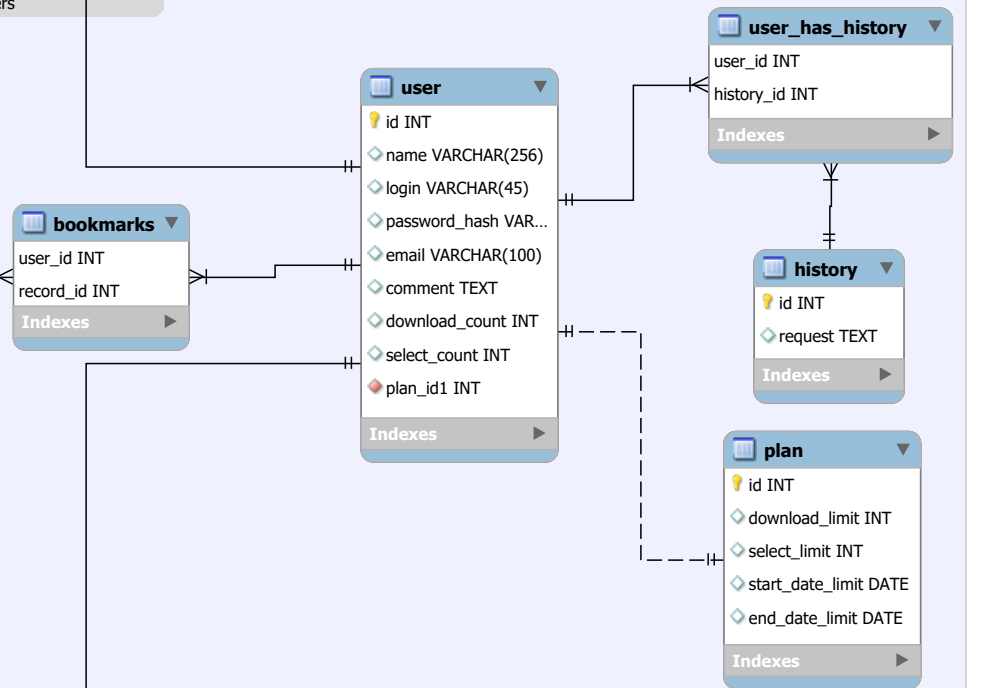 ers
user_has_history
user_id INT
history_id INT
Indexes
user
id INT
name VARCHAR(256)
login VARCHAR(45)
password_hash VAR...
email VARCHAR(100)
comment TEXT
download_count INT
select_count INT
plan_id1 INT
Indexes
bookmarks
user_id INT
record_id INT
Indexes
history
id INT
request TEXT
Indexes
plan
id INT
download_limit INT
select_limit INT
start_date_limit DATE
end_date_limit DATE
Indexes